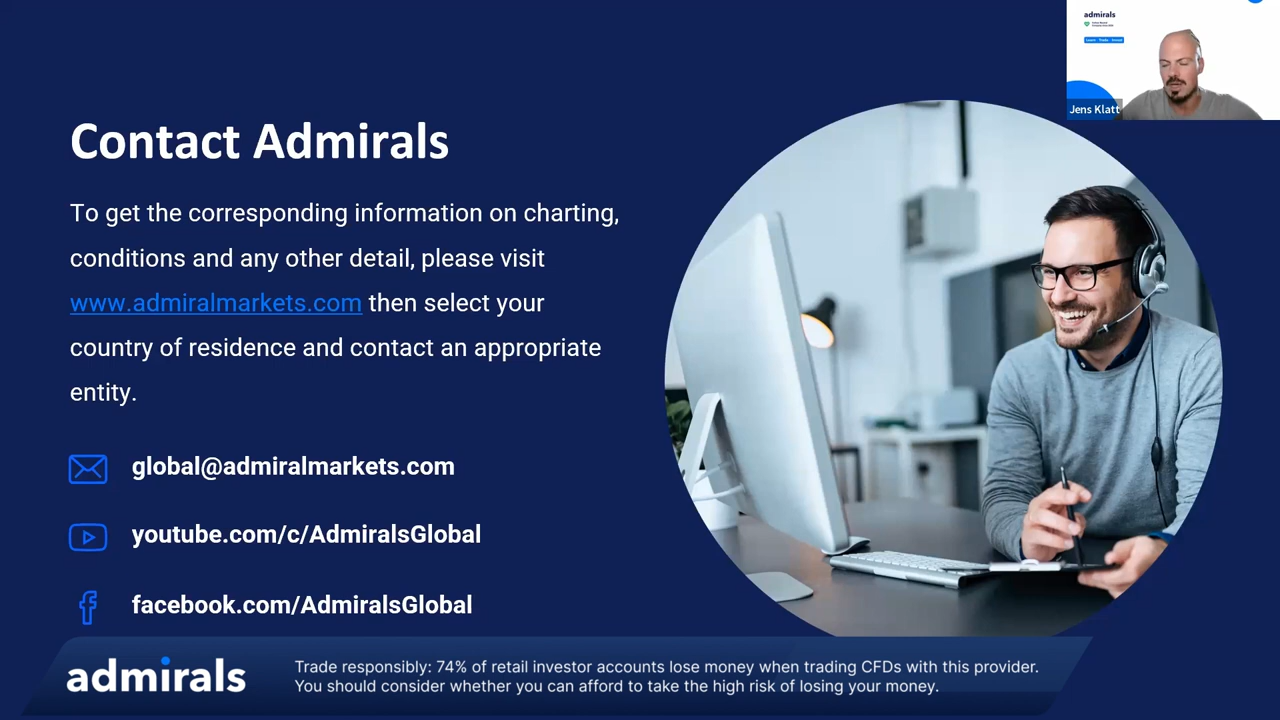 admirals
Jens Klatt
Contact Admirals
To get the corresponding information on charting,
conditions and any other detail, please visit
www.admiralmarkets.com then select your
country of residence and contact an appropriate
entity.
global@admiralmarkets.com
youtube.com/c/AdmiralsGlobal
facebook.com/AdmiralsGlobal
admirals
Trade responsibly: 74% of retail investor accounts lose money when trading CFDs with this provider.
You should consider whether you can afford to take the high risk of losing your money.